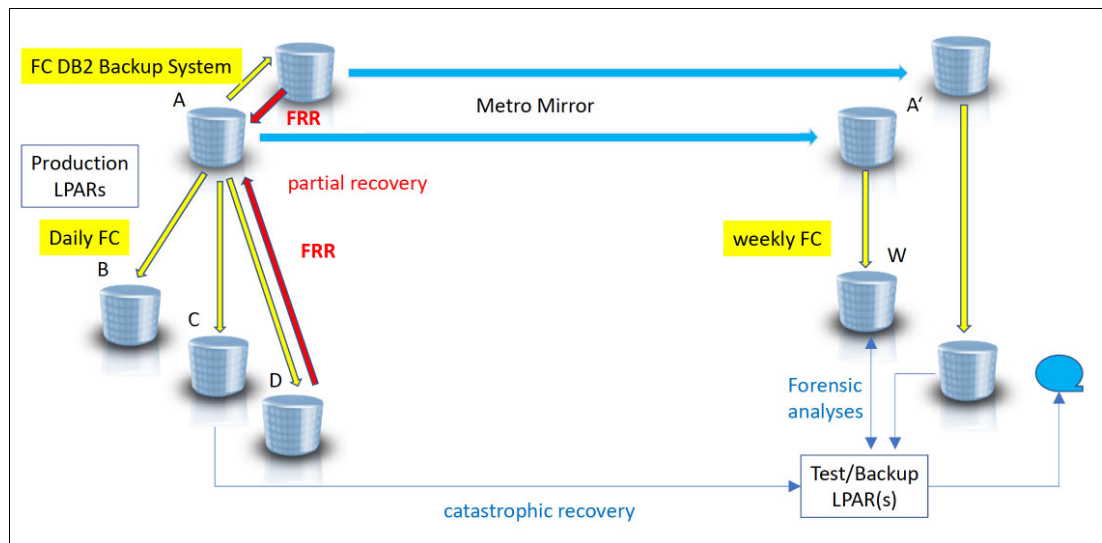 FC DB2 Backup System
A
FRR
Metro Mirror
A‘
Production
LPARs
partial recovery
Daily FC
FRR
weekly FC
B
W
C
D
Forensic
analyses
Test/Backup
LPAR(s)
catastrophic recovery